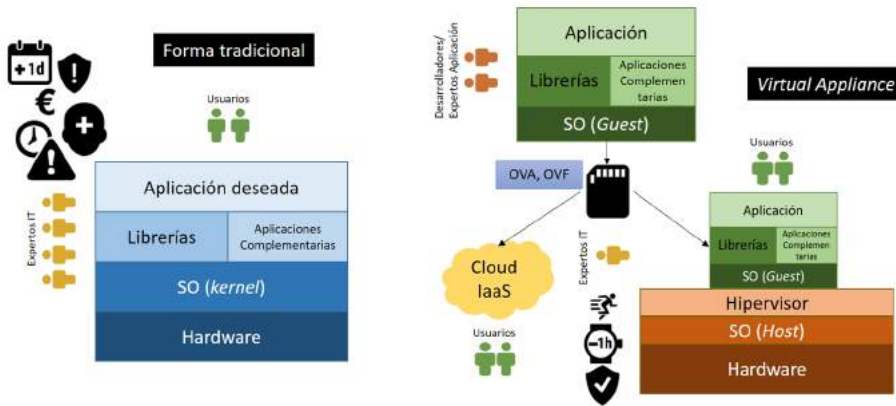 Forma tradicional
+1d
€
Usuarios
Expertos IT
Aplicación deseada
Librerías
Aplicaciones
Complementarias
SO (kernel)
Hardware
Desarrolladores/
Expertos Aplicación
Aplicación
Librerías
Aplicaciones
Complemen
tarias
SO (Guest)
Virtual Appliance
OVA, OVF
Usuarios
Cloud
IaaS
Usuarios
Expertos IT
−1h
Aplicación
Librerías
Aplicaciones
Complemen
tarias
SO (Guest)
Hipervisor
SO (Host)
Hardware